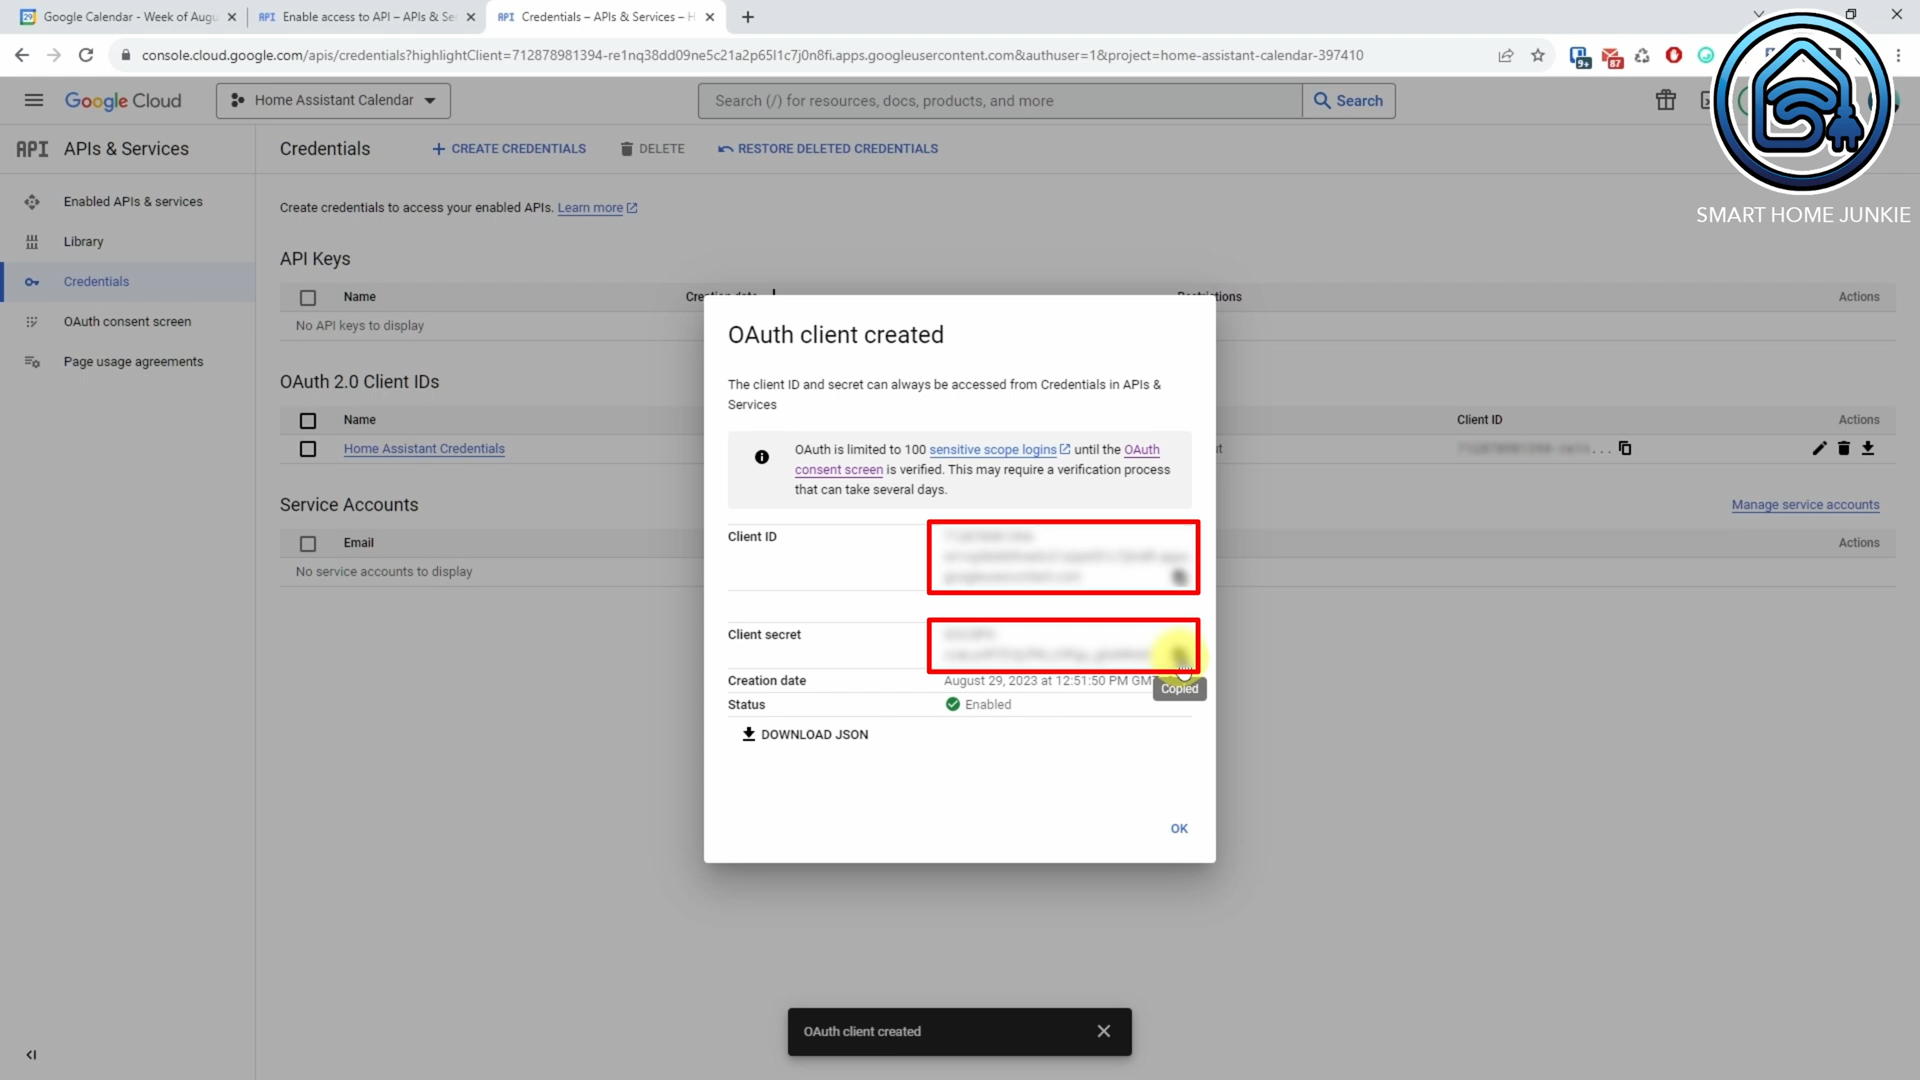 Google Calendar - Week of Augu
API Enable access to API – APIs & Se
API Credentials – APIs & Services – H
console.cloud.google.com/apis/credentials?highlightClient=712878981394-re1nq38dd09ne5c21a2p65l1c7j0n8fi.apps.googleusercontent.com&authuser=1&project=home-assistant-calendar-397410
9+
87
Google Cloud
Home Assistant Calendar
Search (/) for resources, docs, products, and more
Search
SMART HOME JUNKIE
API APIs & Services
Enabled APIs & services
Library
Credentials
OAuth consent screen
Page usage agreements
Credentials
CREATE CREDENTIALS
DELETE
RESTORE DELETED CREDENTIALS
Create credentials to access your enabled APIs. Learn more
API Keys
Name
Actions
No API keys to display
OAuth 2.0 Client IDs
Name
Client ID
Actions
Home Assistant Credentials
Service Accounts
Manage service accounts
Email
Actions
No service accounts to display
OAuth client created
The client ID and secret can always be accessed from Credentials in APIs &
Services
OAuth is limited to 100 sensitive scope logins until the OAuth
consent screen is verified. This may require a verification process
that can take several days.
Client ID
Client secret
Creation date
August 29, 2023 at 12:51:50 PM GMT
Copied
Status
Enabled
DOWNLOAD JSON
OK
OAuth client created